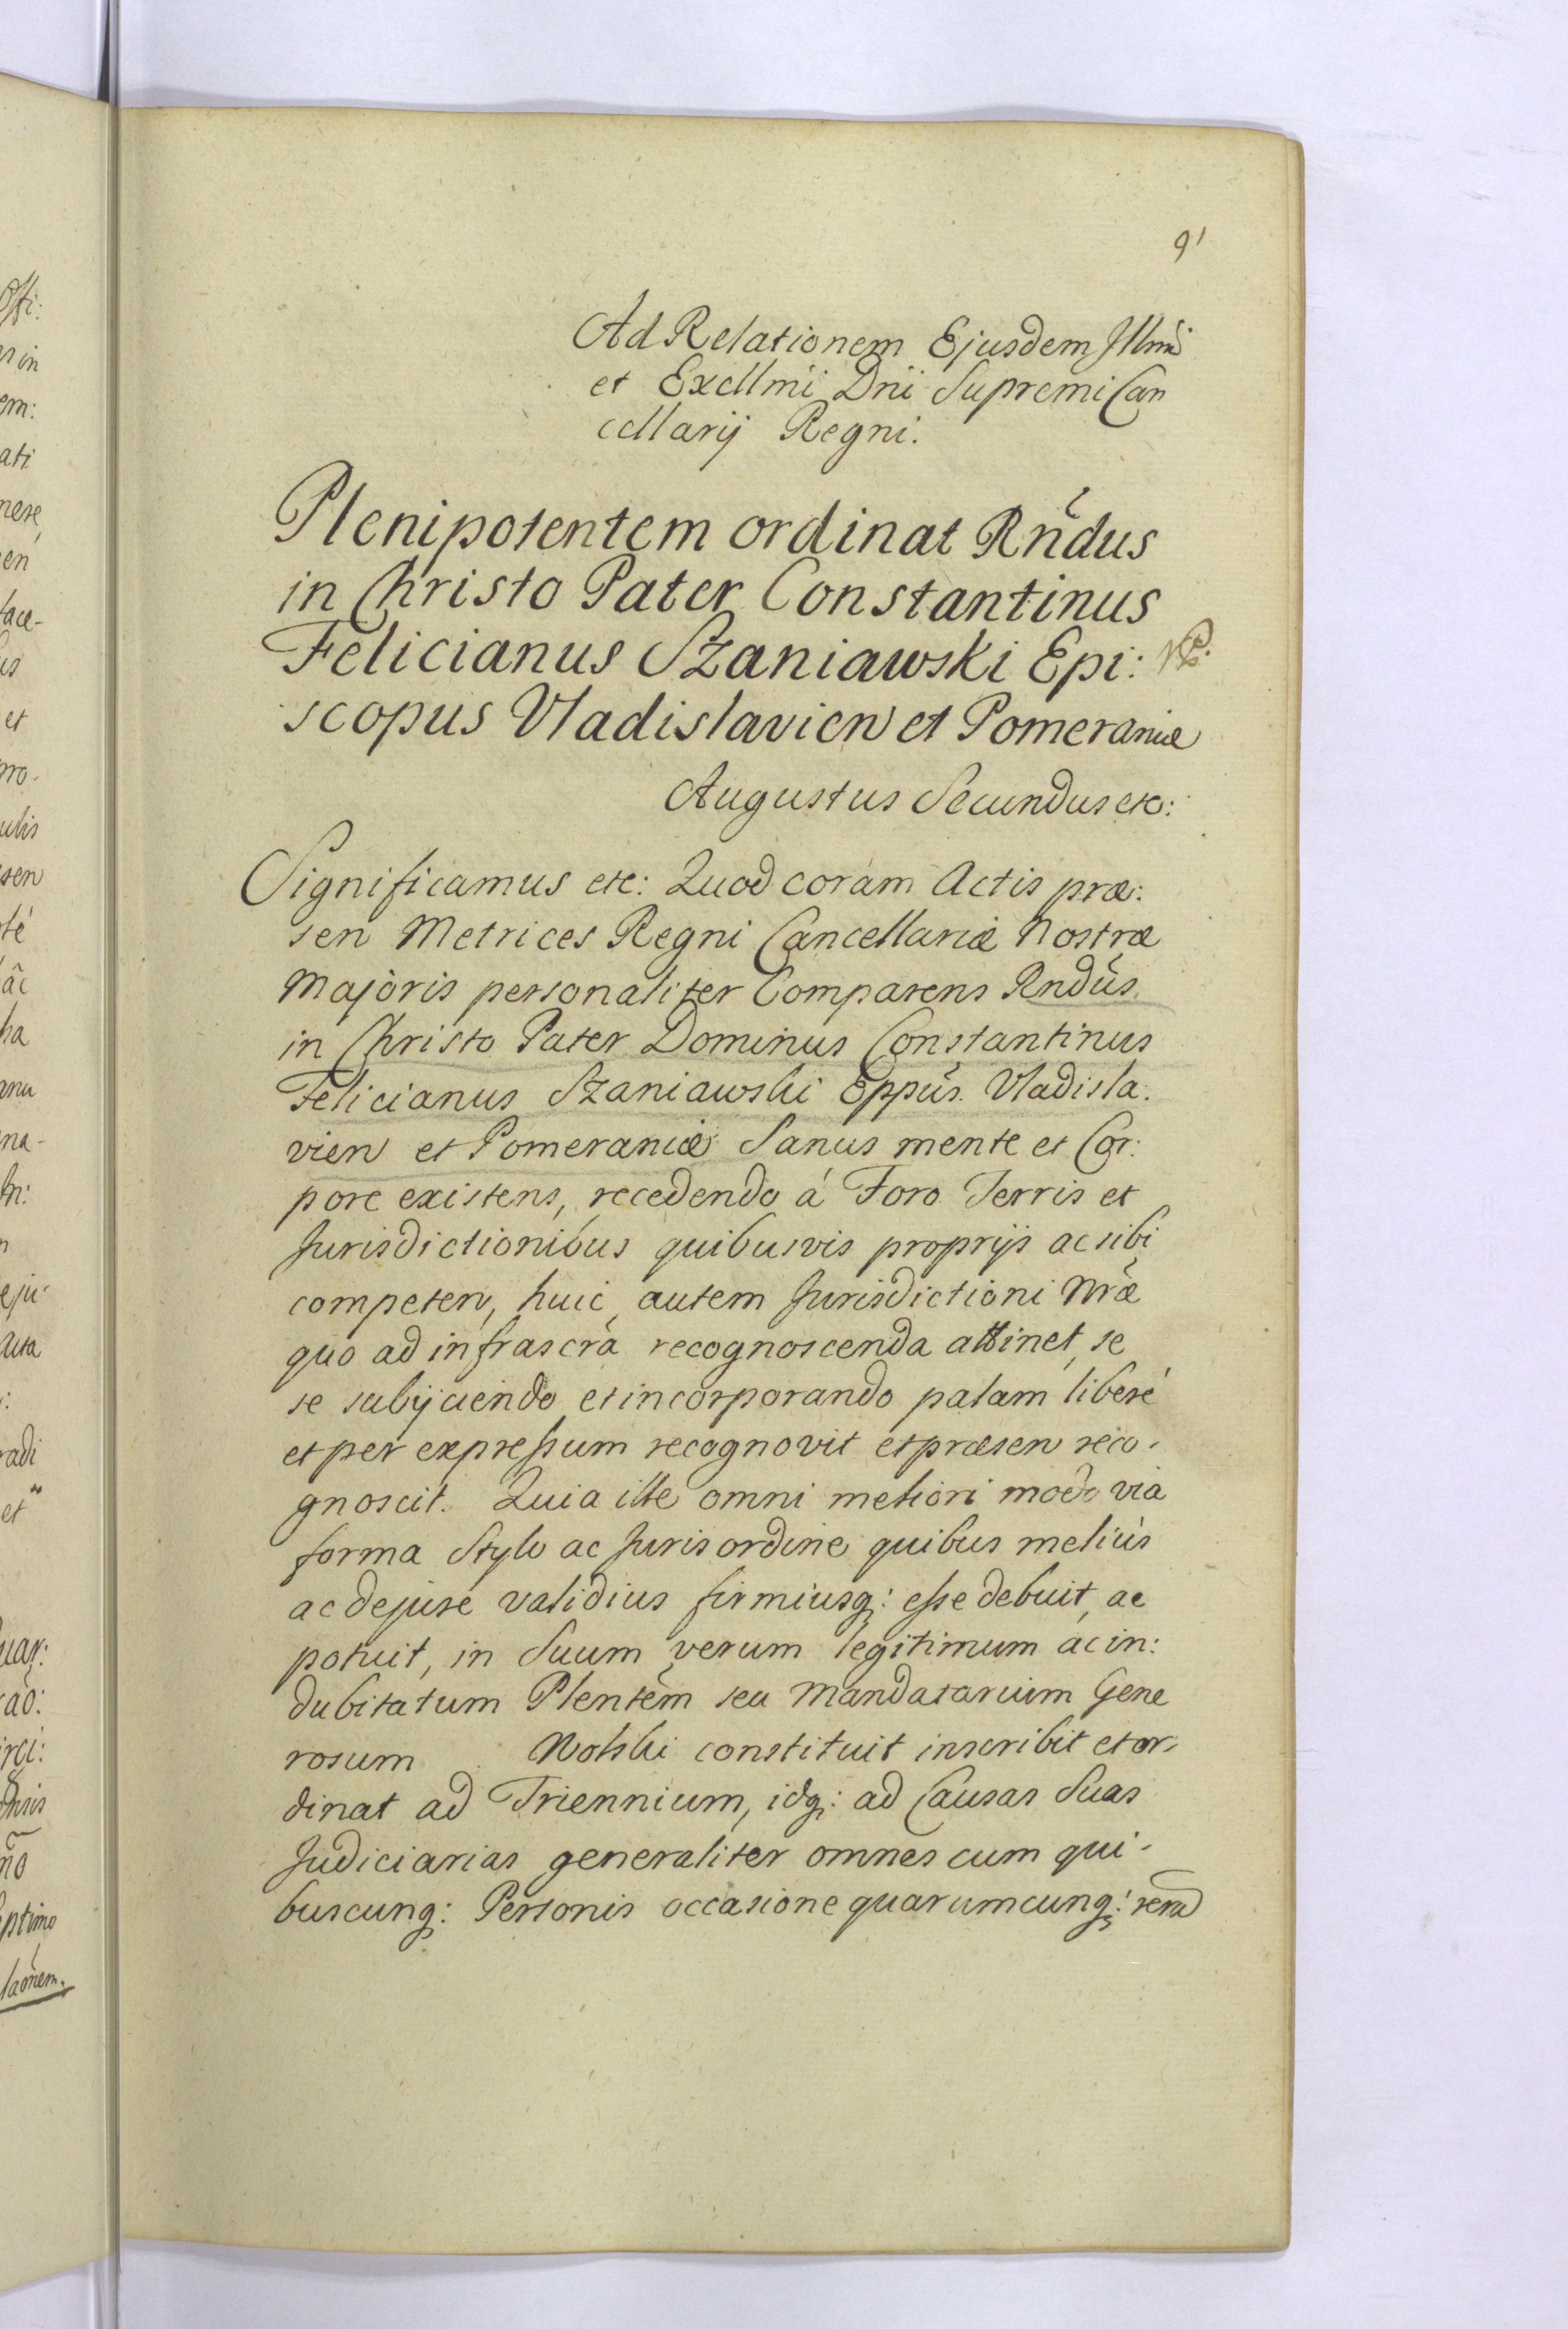 91
Ad Relationem Ejusdem Illmi
et Excllmi Dni Supremi Can
cellarij Regni.
Plenipotentem ordinat Rndus
in Christo Pater Constantinus
Felicianus Szaniawski Epi:
scopus Vladislavien et Pomeraniæ
Augustus Secundus etc:
Significamus etc: Quod coram Actis præ:
sen Metrices Regni Cancellariæ Nostræ
Majoris personaliter Comparens Rndus
in Christo Pater Dominus Constantinus
Felicianus Szaniawski Eppus Vladisla.
vien et Pomeraniæ Sanus mente et Cor:
pore existens, recedendo á Foro Terris et
Jurisdictionibus quibusvis proprijs ac sibi
competen, huic autem Jurisdictioni Nræ
quo ad infrascra recognoscenda attinet, se
se subijciendo et incorporando palam liberé
et per expressum recognovit et præsen reco.
gnoscit. Quia ille omni meliori modo via
forma Stylo ac Juris ordine quibus meliús
ac dejure validius firmiusq: esse debuit, ac
potuit, in Suum verum legitimum ac in:
dubitatum Plentem seu Mandatarium Gene
rosum Wolski constituit inscribit et or.
dinat ad Triennium, idq: ad Causas Suas
Judiciarias generaliter omnes cum qui.
buscunq: Personis occasione quarumcunq: